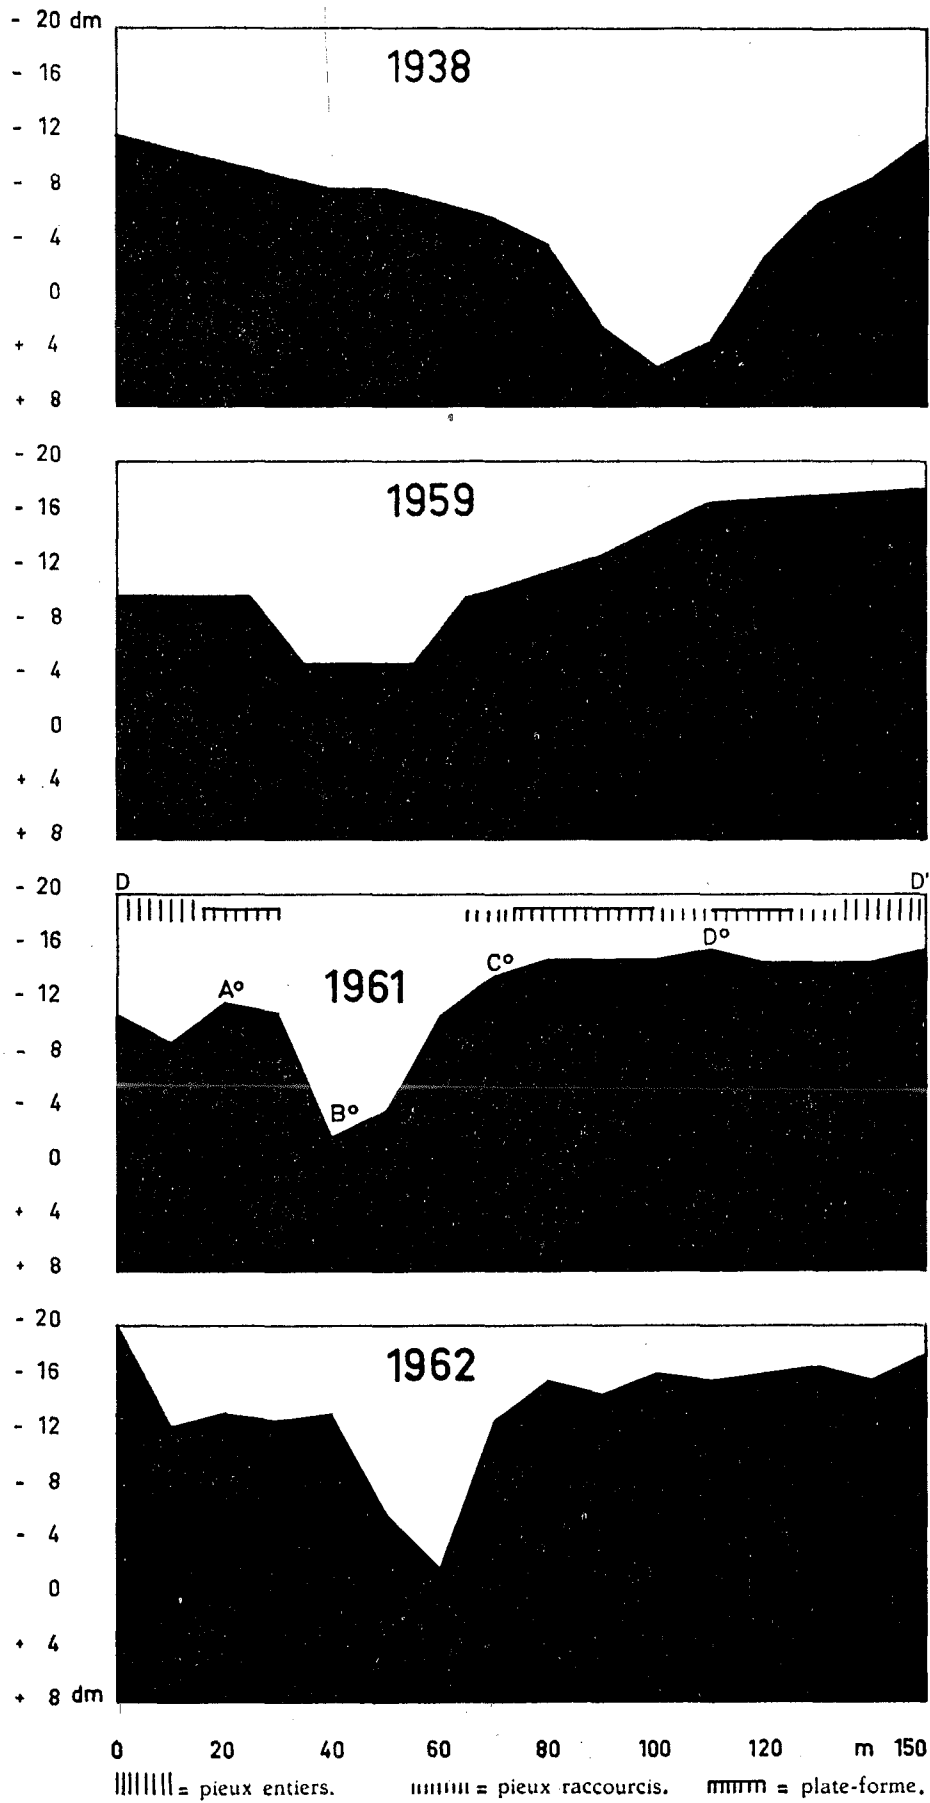 - 20 dm
1938
- 16
- 12
- 8
- 4
0
+ 4
+ 8
- 20
1959
- 16
- 12
- 8
- 4
0
+ 4
+ 8
- 20 D D'
- 16 D°
C°
- 12 A° 1961
- 8
- 4 B°
0
+ 4
+ 8
- 20
- 16 1962
- 12
- 8
- 4
0
+ 4
+ 8 dm
0 20 40 60 80 100 120 m 150
= pieux entiers. = pieux raccourcis. = plate-forme.